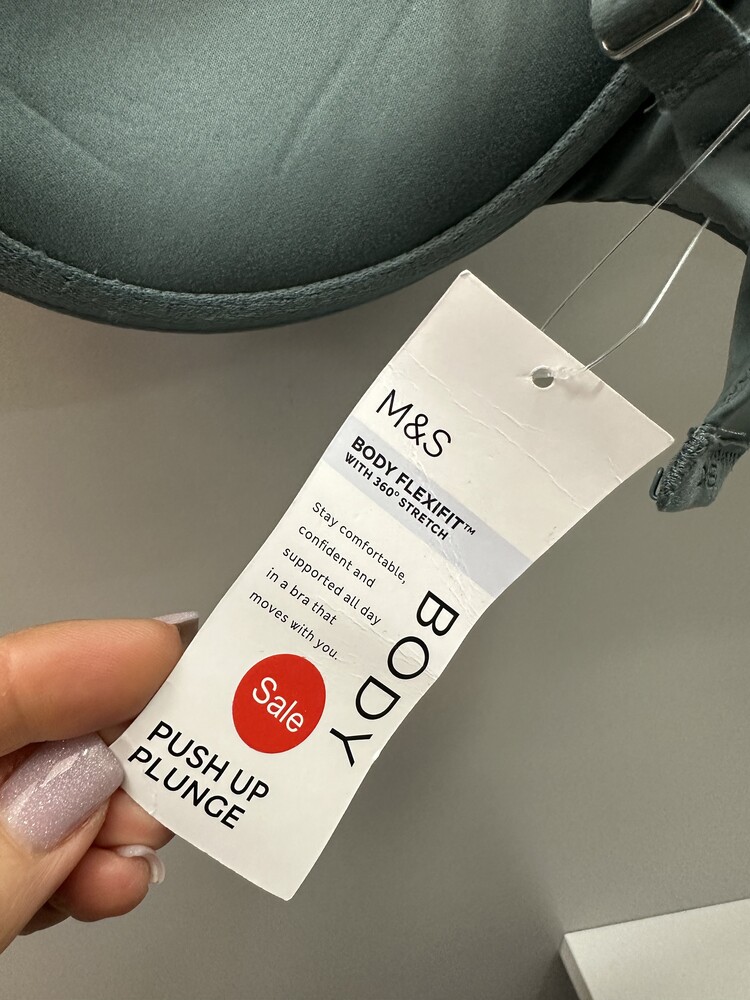 M&S
BODY FLEXIFIT™
WITH 360° STRETCH
Stay comfortable,
confident and
supported all day
in a bra that
moves with you.
BODY
Sale
PUSH UP
PLUNGE